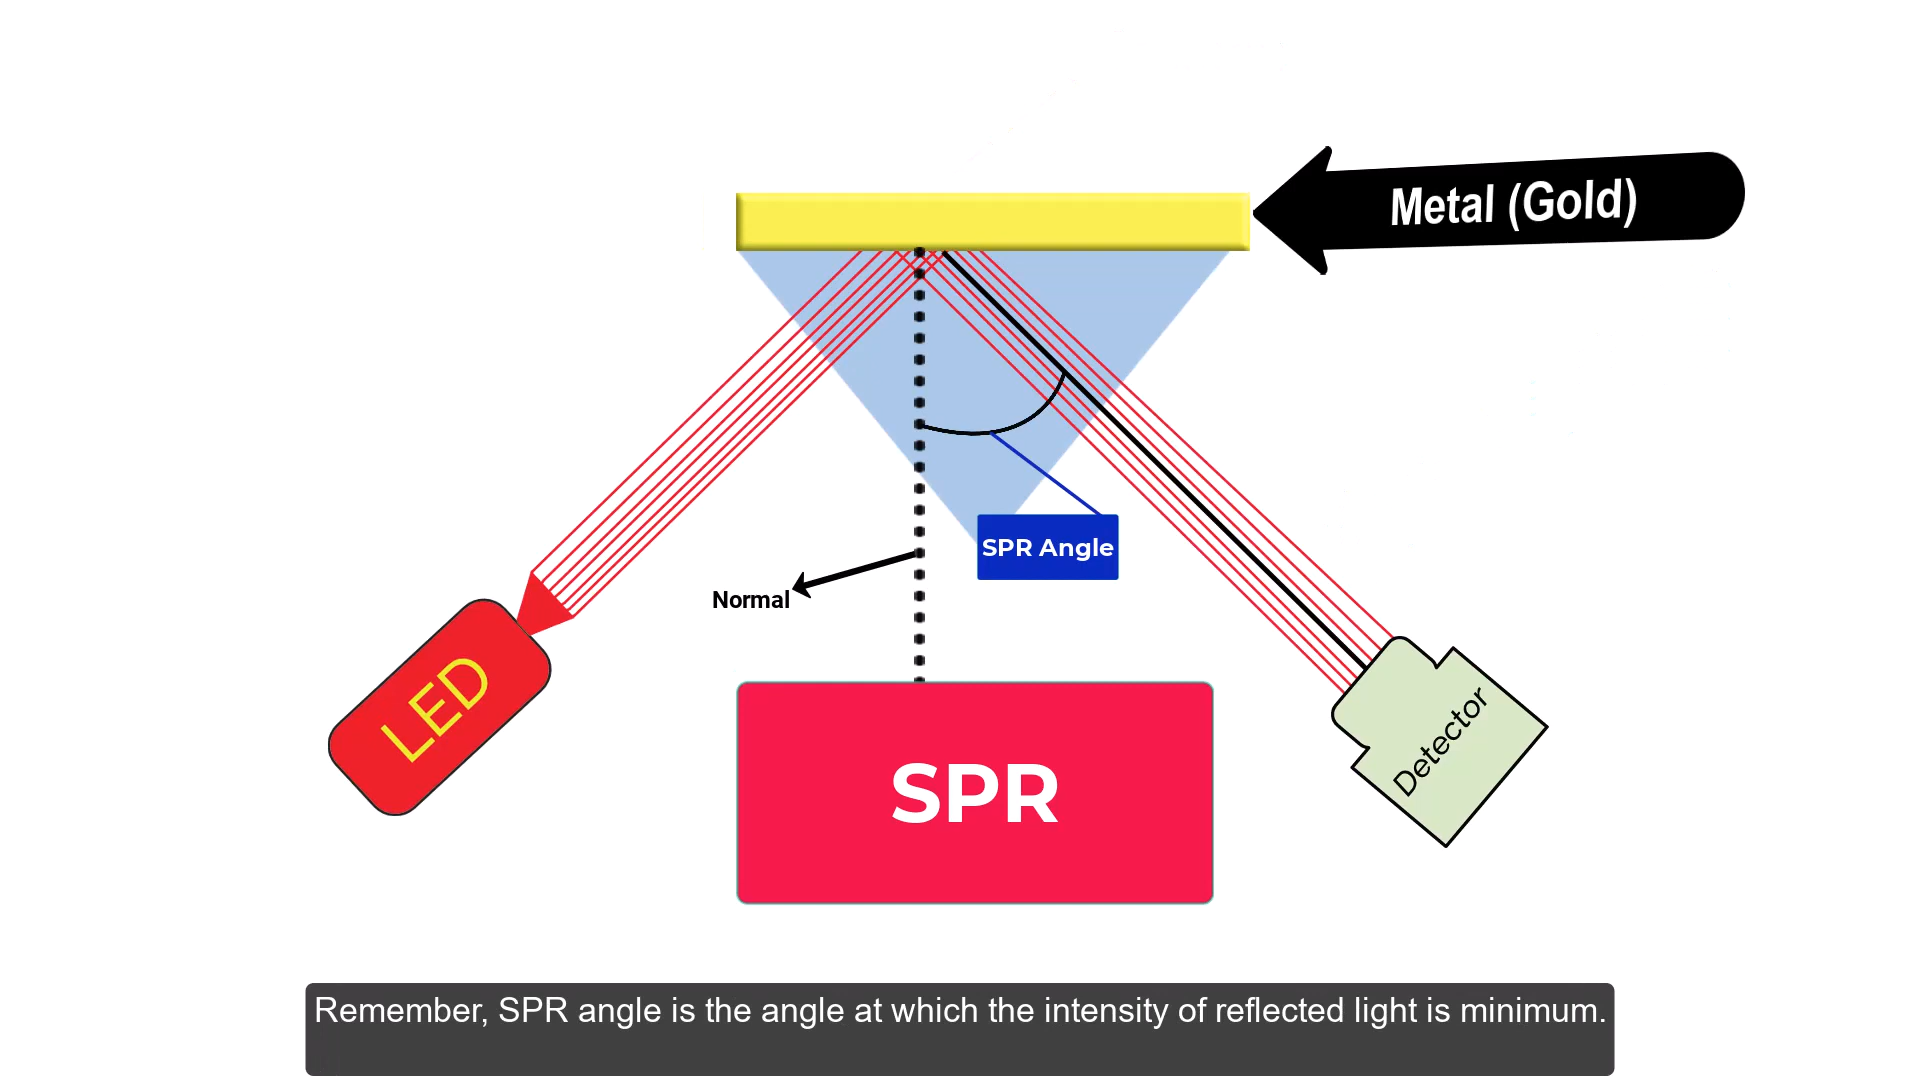 Metal (Gold)
SPR Angle
Normal
LED
Detector
SPR
Remember, SPR angle is the angle at which the intensity of reflected light is minimum.